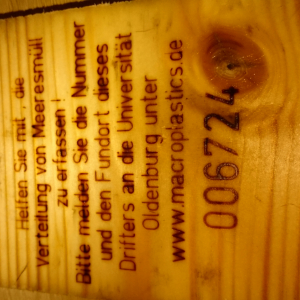 Helfen Sie mit, die
Verteilung von Meeresmüll
zu erfassen!
Bitte melden Sie die Nummer
und den Fundort dieses
Drifters an die Universität
Oldenburg unter
www.macroplastics.de
006724